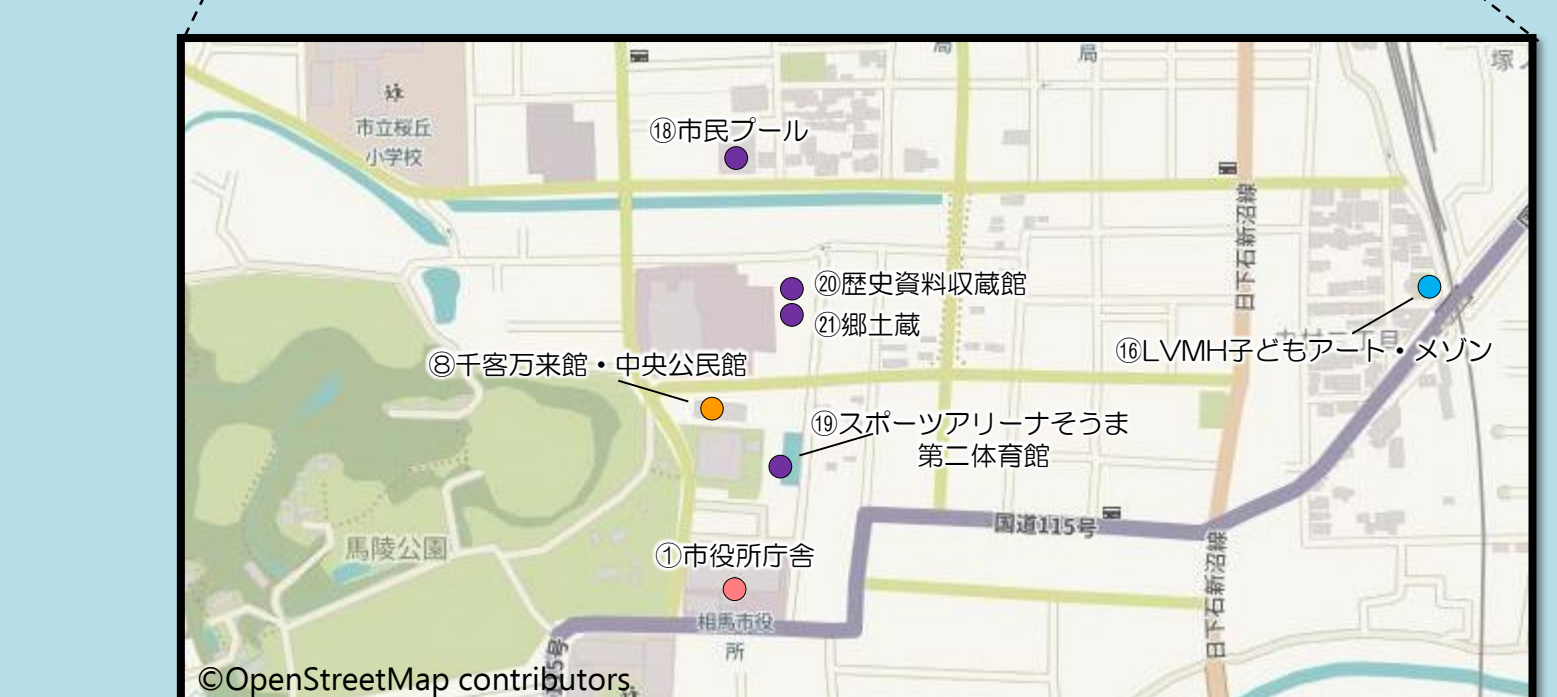 局
局
塚
市立桜丘
小学校
⑱市民プール
日下石新沼線
⑳歴史資料収蔵館
㉑郷土蔵
⑯LVMH子どもアート・メゾン
⑧千客万来館・中央公民館
⑲スポーツアリーナそうま
第二体育館
国道115号
馬陵公園
①市役所庁舎
日下石新沼線
相馬市役
所
5号
©OpenStreetMap contributors